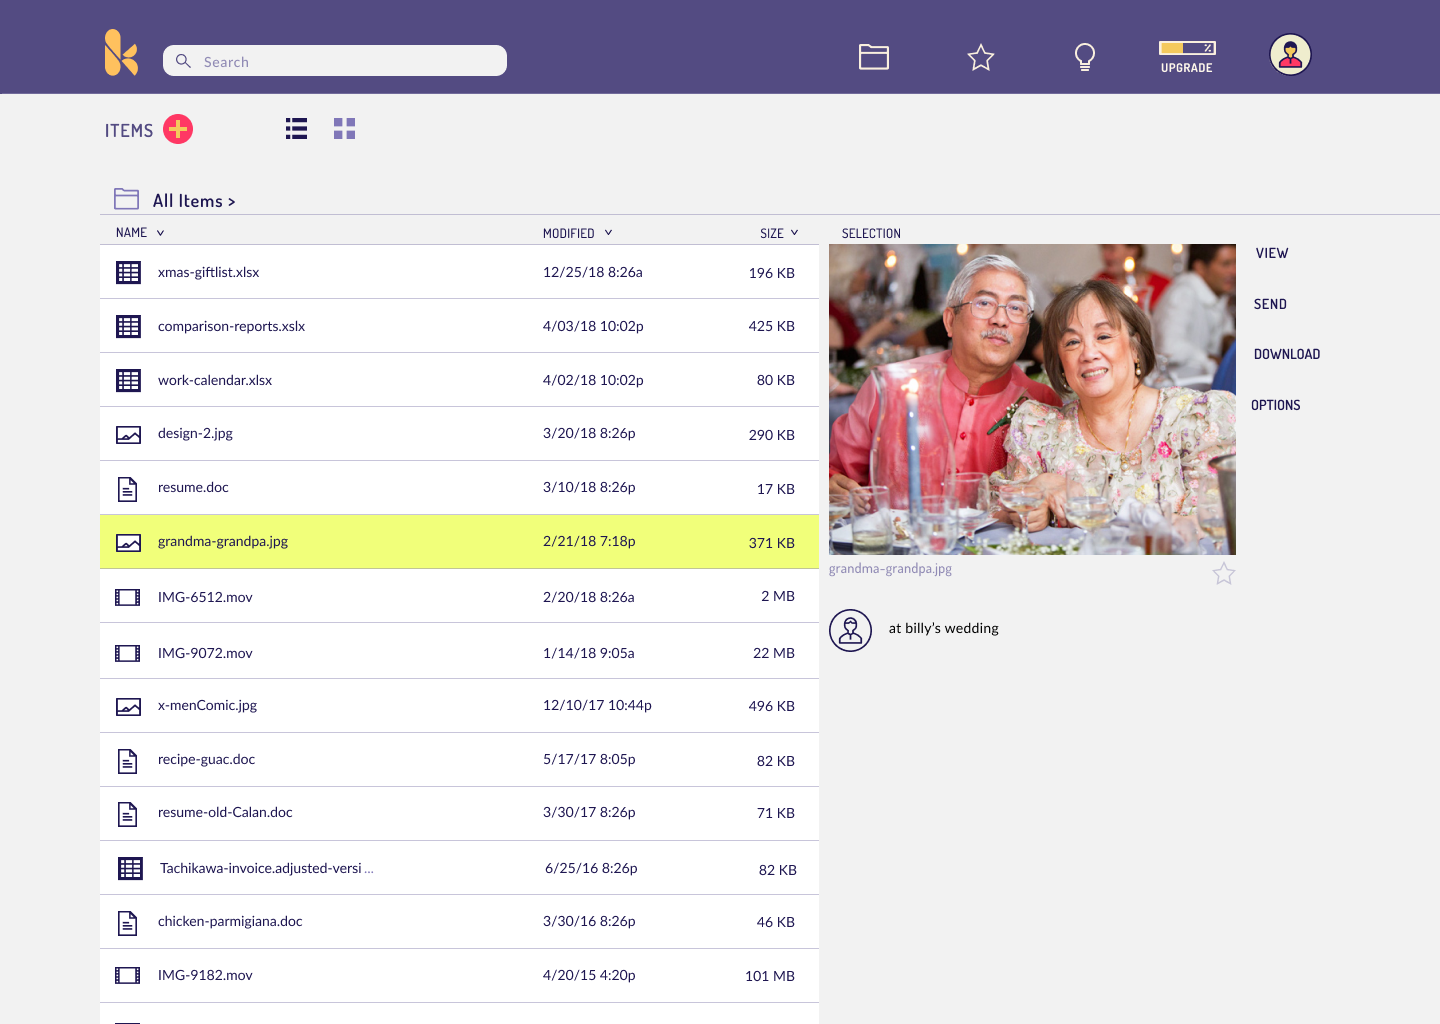 Search
%
UPGRADE
ITEMS
All Items >
NAME MODIFIED SIZE SELECTION
xmas-giftlist.xlsx 12/25/18 8:26a 196 KB
comparison-reports.xslx 4/03/18 10:02p 425 KB
work-calendar.xlsx 4/02/18 10:02p 80 KB
design-2.jpg 3/20/18 8:26p 290 KB
resume.doc 3/10/18 8:26p 17 KB
grandma-grandpa.jpg 2/21/18 7:18p 371 KB
IMG-6512.mov 2/20/18 8:26a 2 MB
IMG-9072.mov 1/14/18 9:05a 22 MB
x-menComic.jpg 12/10/17 10:44p 496 KB
recipe-guac.doc 5/17/17 8:05p 82 KB
resume-old-Calan.doc 3/30/17 8:26p 71 KB
Tachikawa-invoice.adjusted-versi ... 6/25/16 8:26p 82 KB
chicken-parmigiana.doc 3/30/16 8:26p 46 KB
IMG-9182.mov 4/20/15 4:20p 101 MB
VIEW
SEND
DOWNLOAD
OPTIONS
grandma-grandpa.jpg
at billy's wedding